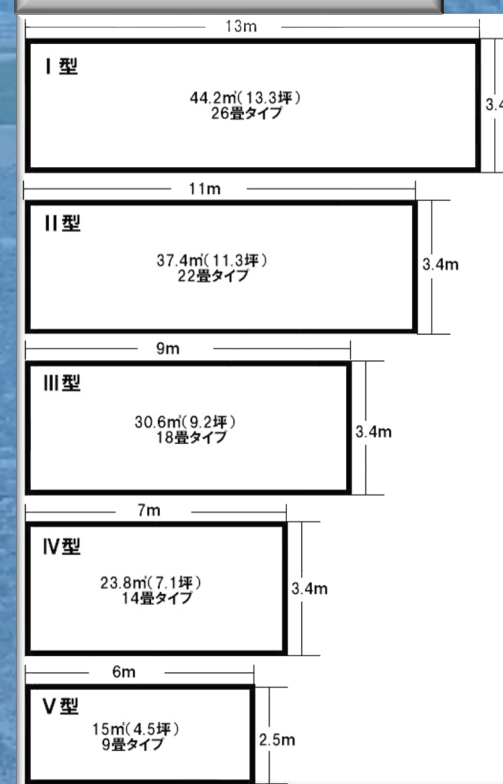 13m
Ⅰ型
44.2㎡(13.3坪)
26畳タイプ
3.4
11m
Ⅱ型
37.4㎡(11.3坪)
22畳タイプ
3.4m
9m
Ⅲ型
30.6㎡(9.2坪)
18畳タイプ
3.4m
7m
Ⅳ型
23.8㎡(7.1坪)
14畳タイプ
3.4m
6m
Ⅴ型
15㎡(4.5坪)
9畳タイプ
2.5m